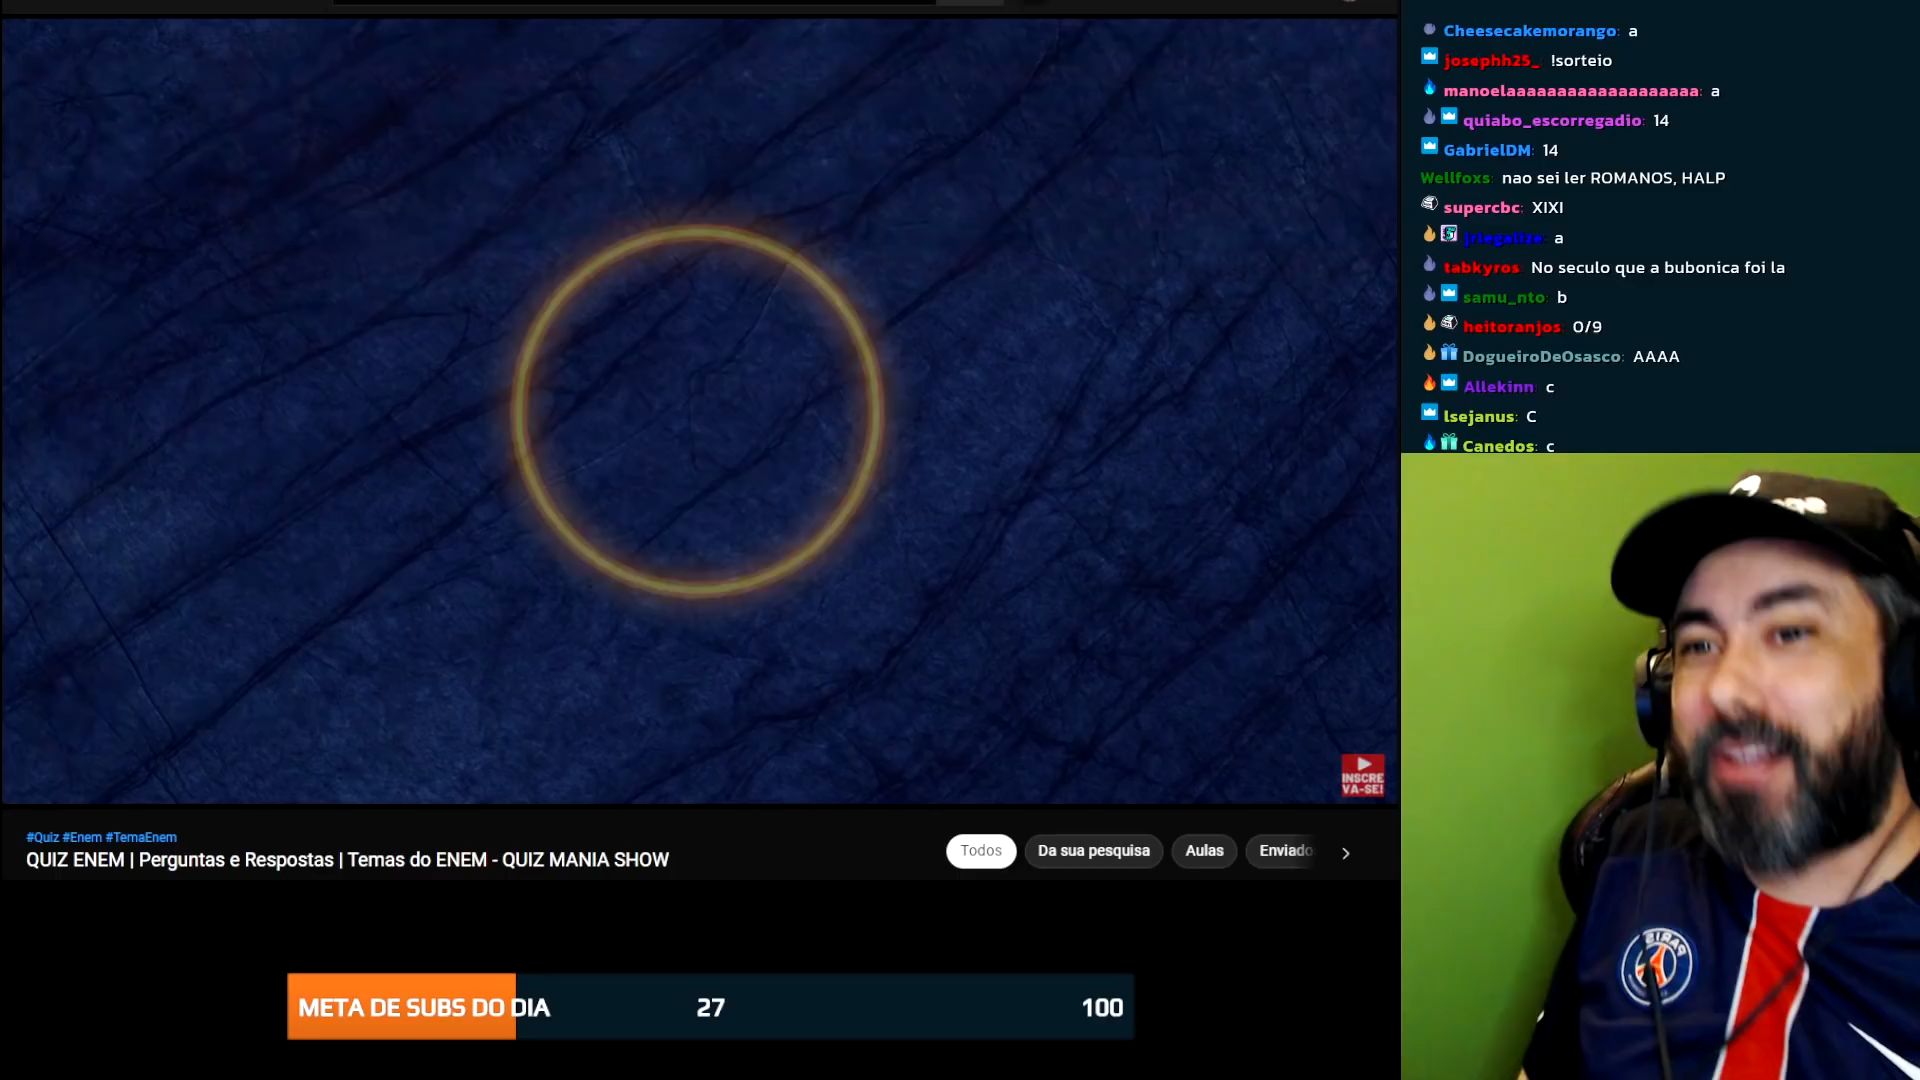 Cheesecakemorango: a
josephh25_ !sorteio
manoelaaaaaaaaaaaaaaaaaaa: a
quiabo_escorregadio: 14
GabrielDM: 14
Wellfoxs: nao sei ler ROMANOS, HALP
supercbc: XIXI
jrlegalize: a
tabkyros: No seculo que a bubonica foi la
samu_nto: b
heitoranjos: 0/9
DogueiroDeOsasco: AAAA
Allekinn: c
lsejanus: C
Canedos: c
INSCRE
VA-SE!
#Quiz #Enem #TemaEnem
QUIZ ENEM | Perguntas e Respostas | Temas do ENEM - QUIZ MANIA SHOW
Todos
Da sua pesquisa
Aulas
Enviado
PARIS
META DE SUBS DO DIA
27
100